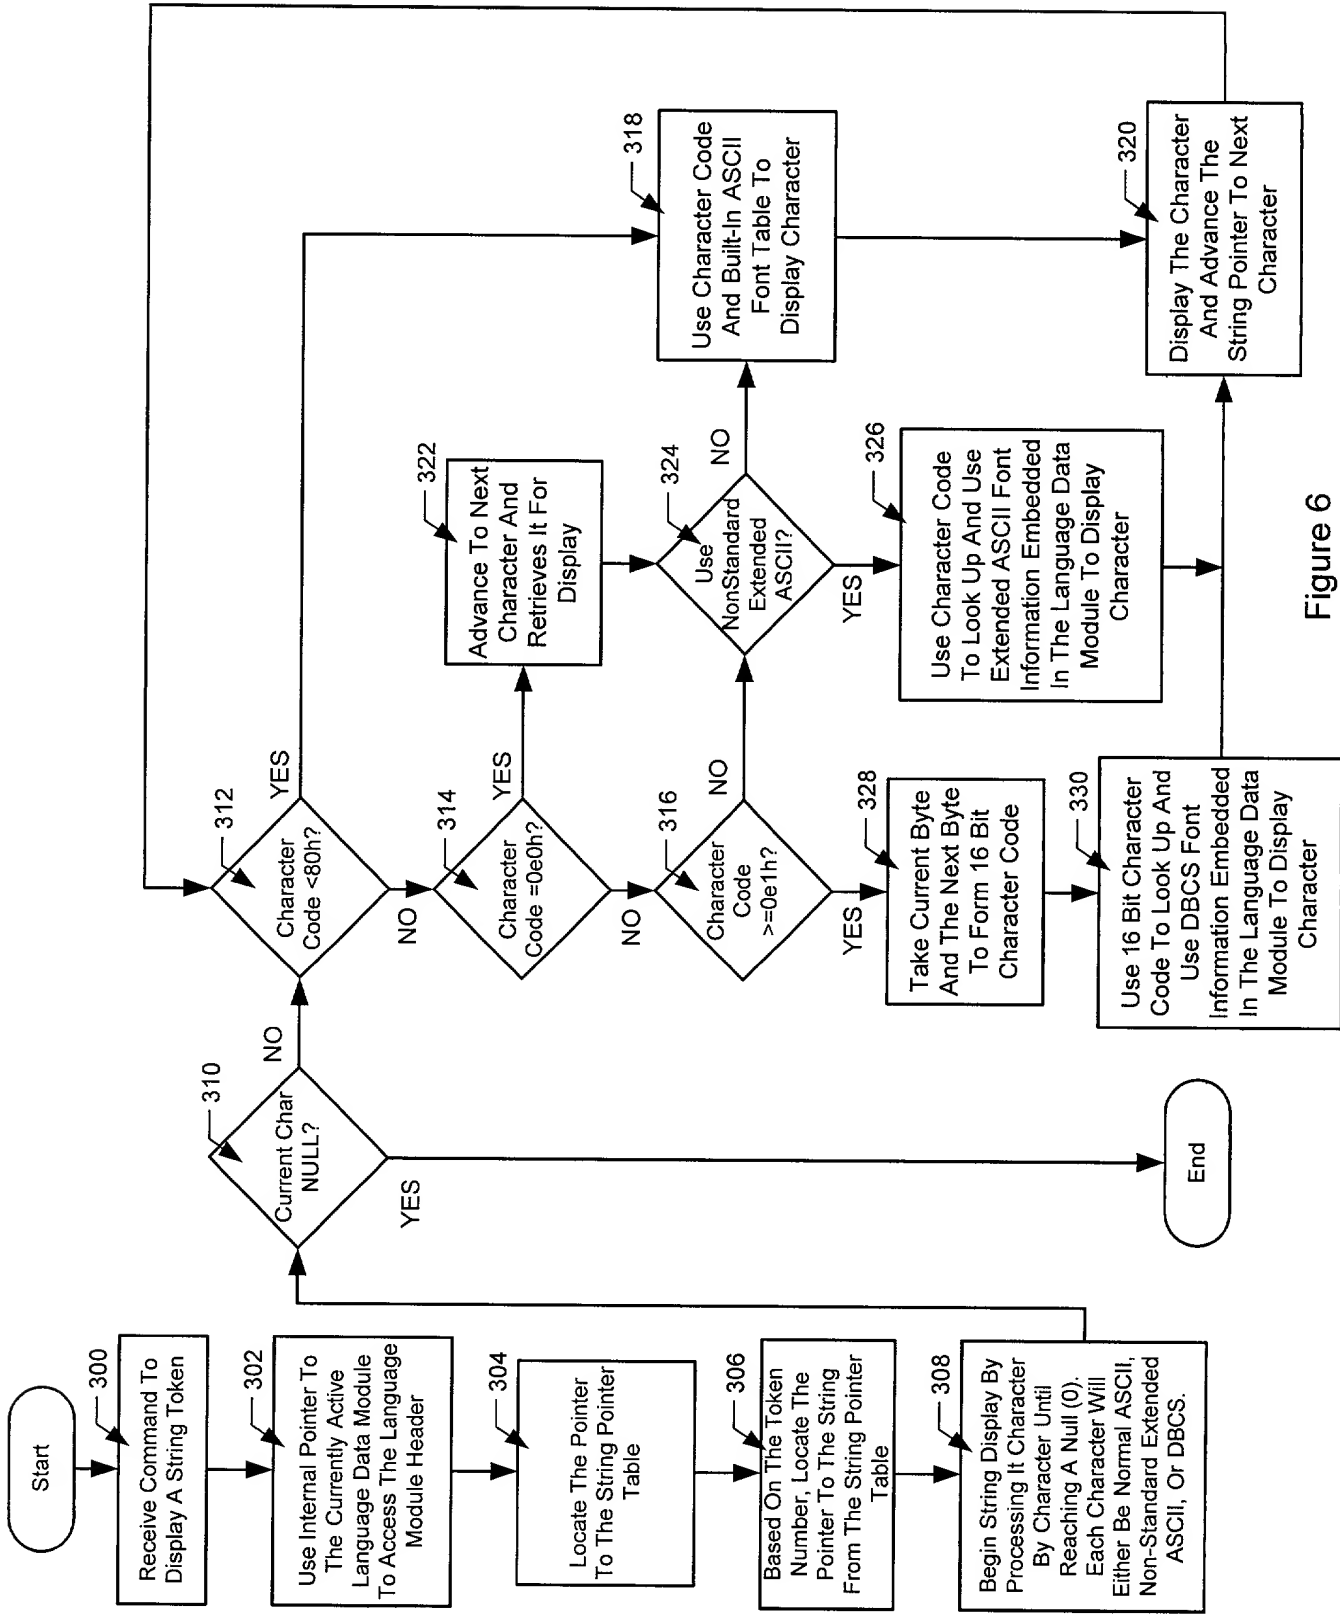 Start
300
Receive Command To
Display A String Token
302
Use Internal Pointer To
The Currently Active
Language Data Module
To Access The Language
Module Header
304
Locate The Pointer
To The String Pointer
Table
306
Based On The Token
Number, Locate The
Pointer To The String
From The String Pointer
Table
308
Begin String Display By
Processing It Character
By Character Until
Reaching A Null (0).
Each Character Will
Either Be Normal ASCII,
Non-Standard Extended
ASCII, Or DBCS.
310
Current Char
NULL?
NO
YES
End
312
Character
Code <80h?
YES
NO
314
Character
Code =0e0h?
YES
NO
316
Character
Code
>=0e1h?
NO
YES
328
Take Current Byte
And The Next Byte
To Form 16 Bit
Character Code
330
Use 16 Bit Character
Code To Look Up And
Use DBCS Font
Information Embedded
In The Language Data
Module To Display
Character
322
Advance To Next
Character And
Retrieves It For
Display
324
Use
NonStandard
Extended
ASCII?
NO
YES
326
Use Character Code
To Look Up And Use
Extended ASCII Font
Information Embedded
In The Language Data
Module To Display
Character
318
Use Character Code
And Built-In ASCII
Font Table To
Display Character
320
Display The Character
And Advance The
String Pointer To Next
Character
Figure 6